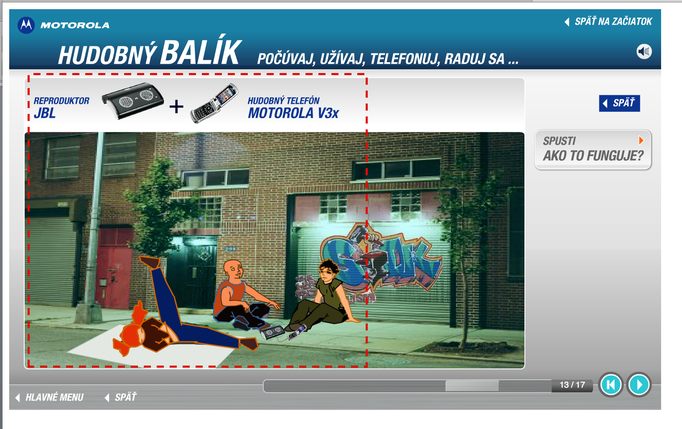 MOTOROLA
SPÄŤ NA ZAČIATOK
HUDOBNÝ BALÍK POČÚVAJ, UŽÍVAJ, TELEFONUJ, RADUJ SA ...
REPRODUKTOR
JBL
+
HUDOBNÝ TELEFÓN
MOTOROLA V3x
SPÄŤ
SPUSTI
AKO TO FUNGUJE?
13 / 17
HLAVNÉ MENU
SPÄŤ